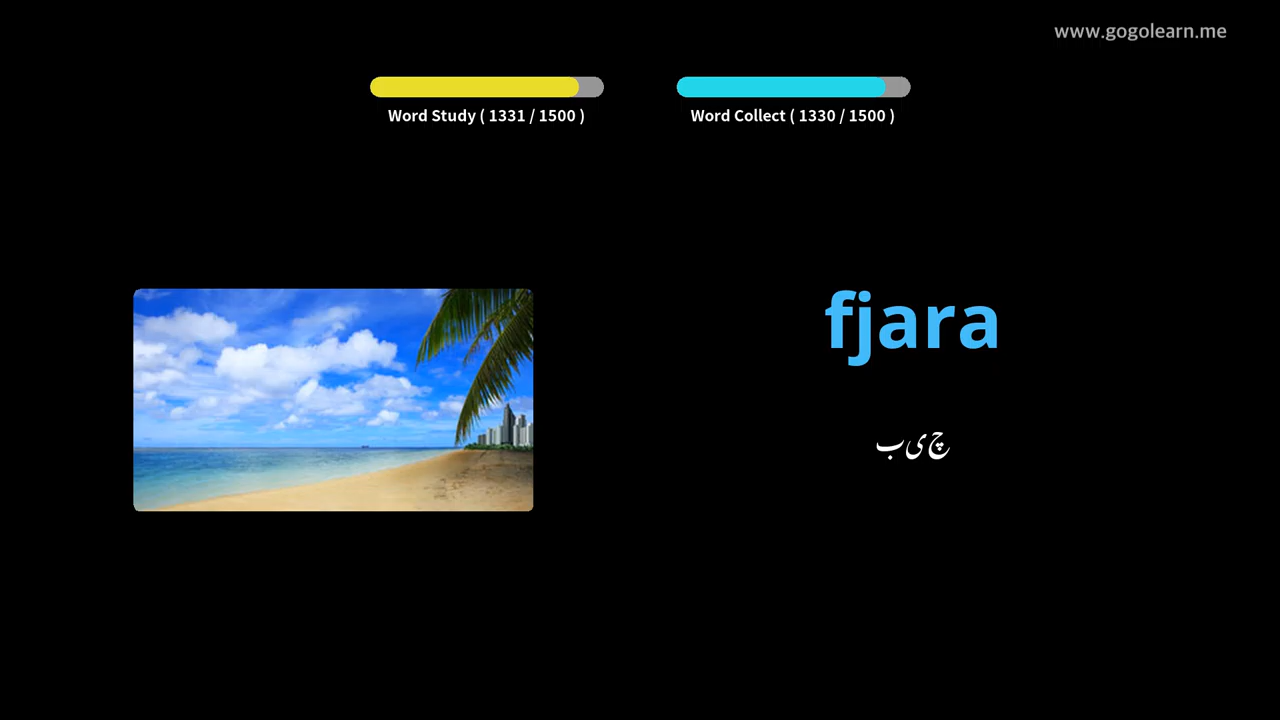 www.gogolearn.me
Word Study ( 1331 / 1500 )
Word Collect ( 1330 / 1500 )
fjara
چ ی ب